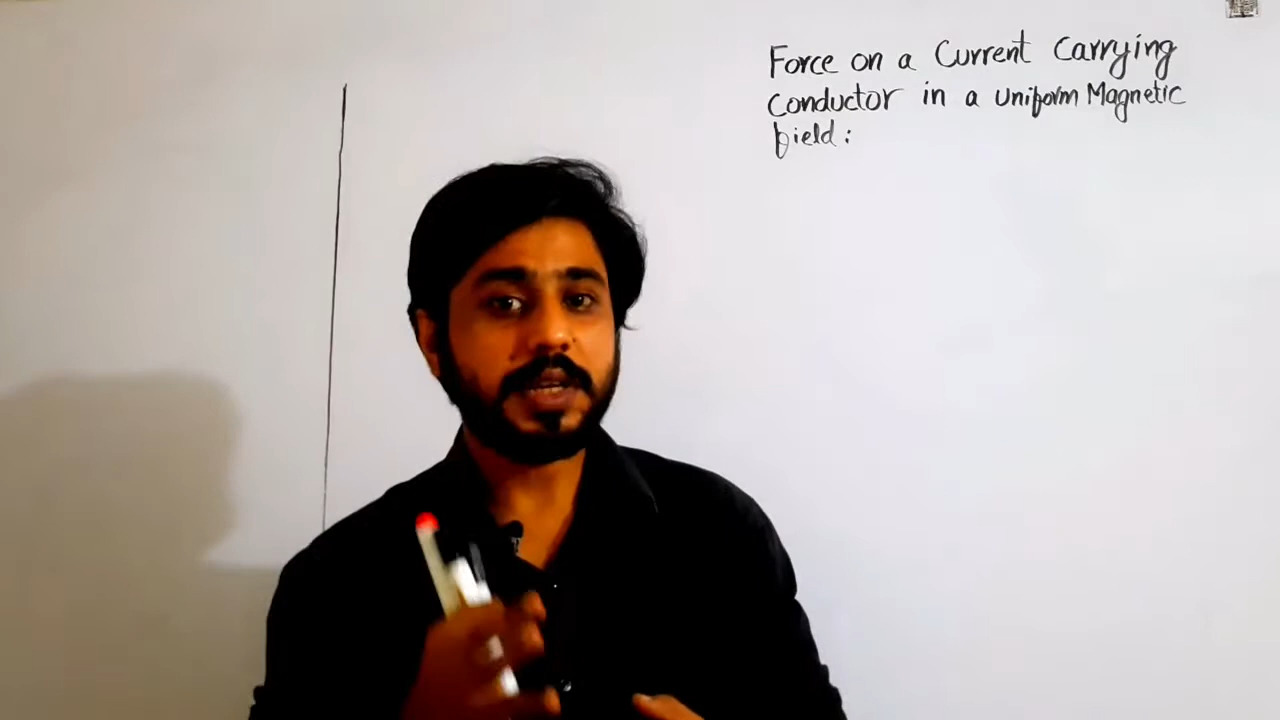 Force on a Current Carrying
Conductor in a Uniform Magnetic
field: